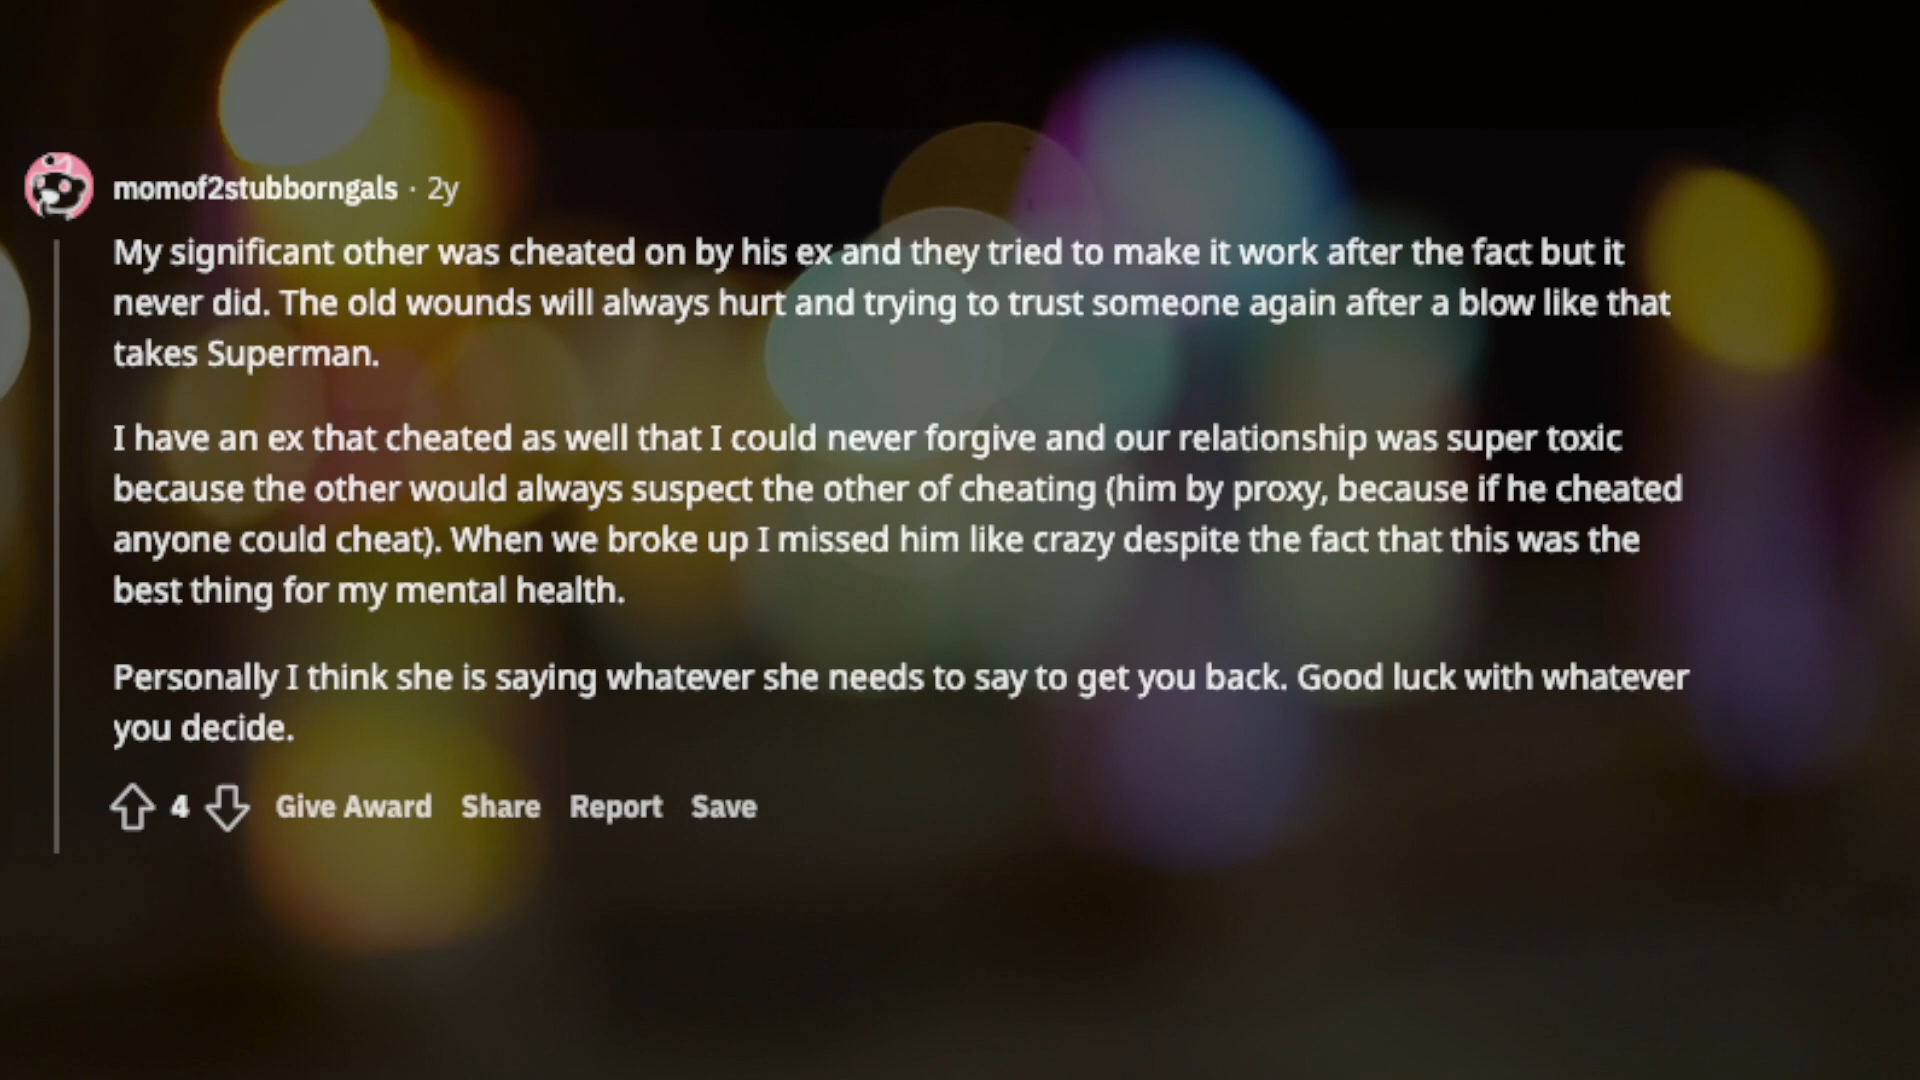 momof2stubborngals · 2y
My significant other was cheated on by his ex and they tried to make it work after the fact but it
never did. The old wounds will always hurt and trying to trust someone again after a blow like that
takes Superman.
I have an ex that cheated as well that I could never forgive and our relationship was super toxic
because the other would always suspect the other of cheating (him by proxy, because if he cheated
anyone could cheat). When we broke up I missed him like crazy despite the fact that this was the
best thing for my mental health.
Personally I think she is saying whatever she needs to say to get you back. Good luck with whatever
you decide.
4 Give Award Share Report Save